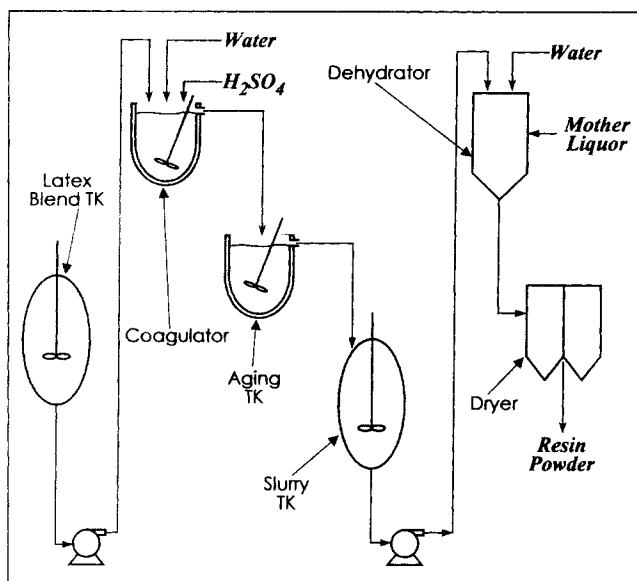 Water
H₂SO₄
Latex
Blend TK
Coagulator
Aging
TK
Slurry
TK
Dehydrator
Water
Mother
Liquor
Dryer
Resin
Powder